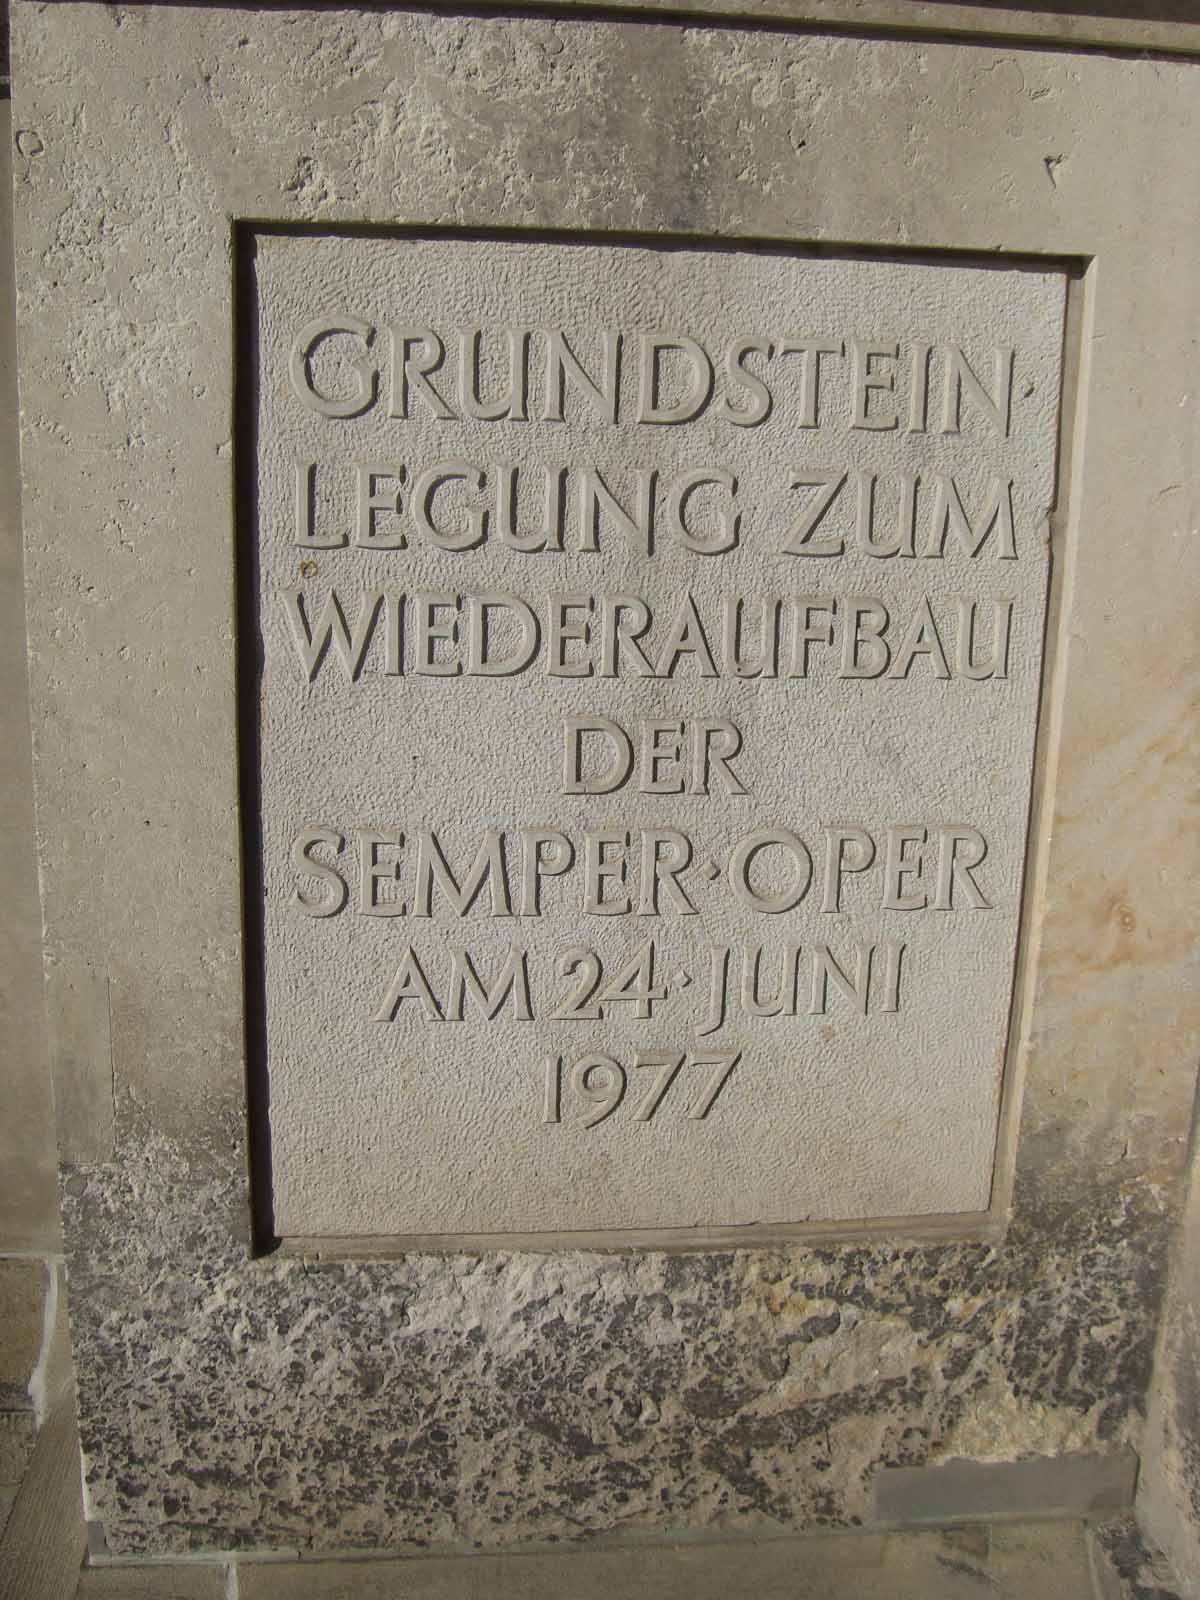 GRUNDSTEIN·
LEGUNG ZUM
WIEDERAUFBAU
DER
SEMPER·OPER
AM 24·JUNI
1977